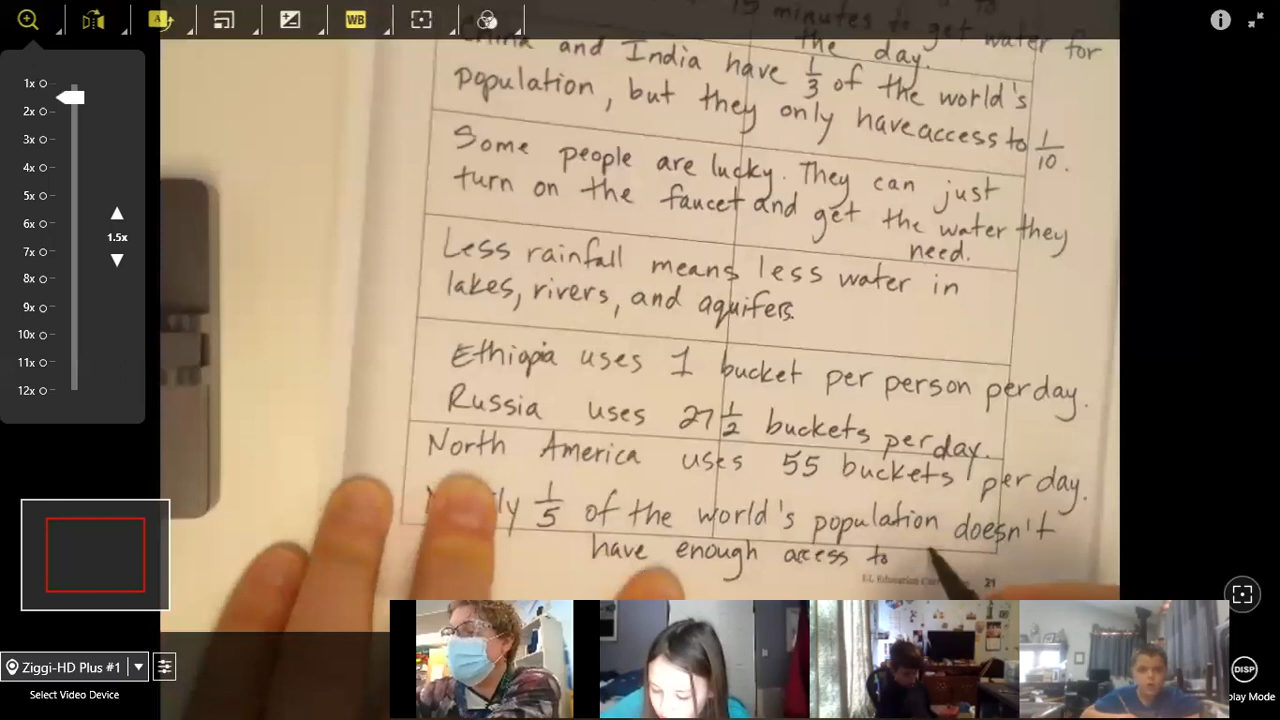 15 minutes to get water for
the day.
China and India have 1/3 of the world's
population, but they only have access to 1/10.
Some people are lucky. They can just
turn on the faucet and get the water they
need.
Less rainfall means less water in
lakes, rivers, and aquifers.
Ethiopia uses 1 bucket per person per day.
Russia uses 27 1/2 buckets per day.
North America uses 55 buckets per day.
1/5 of the world's population doesn't
have enough access to
EL Education
21
1x
2x
3x
4x
5x
6x
7x
8x
9x
10x
11x
12x
1.5x
WB
Ziggi-HD Plus #1
Select Video Device
DISP
play Mode